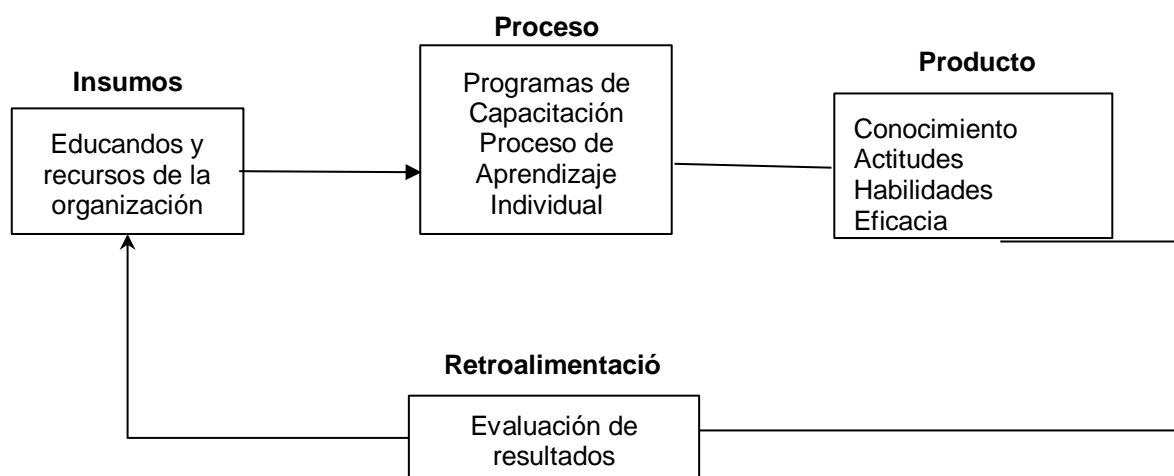 Proceso
Insumos
Producto
Programas de
Capacitación
Proceso de
Aprendizaje
Individual
Educandos y
recursos de la
organización
Conocimiento
Actitudes
Habilidades
Eficacia
Retroalimentació
Evaluación de
resultados